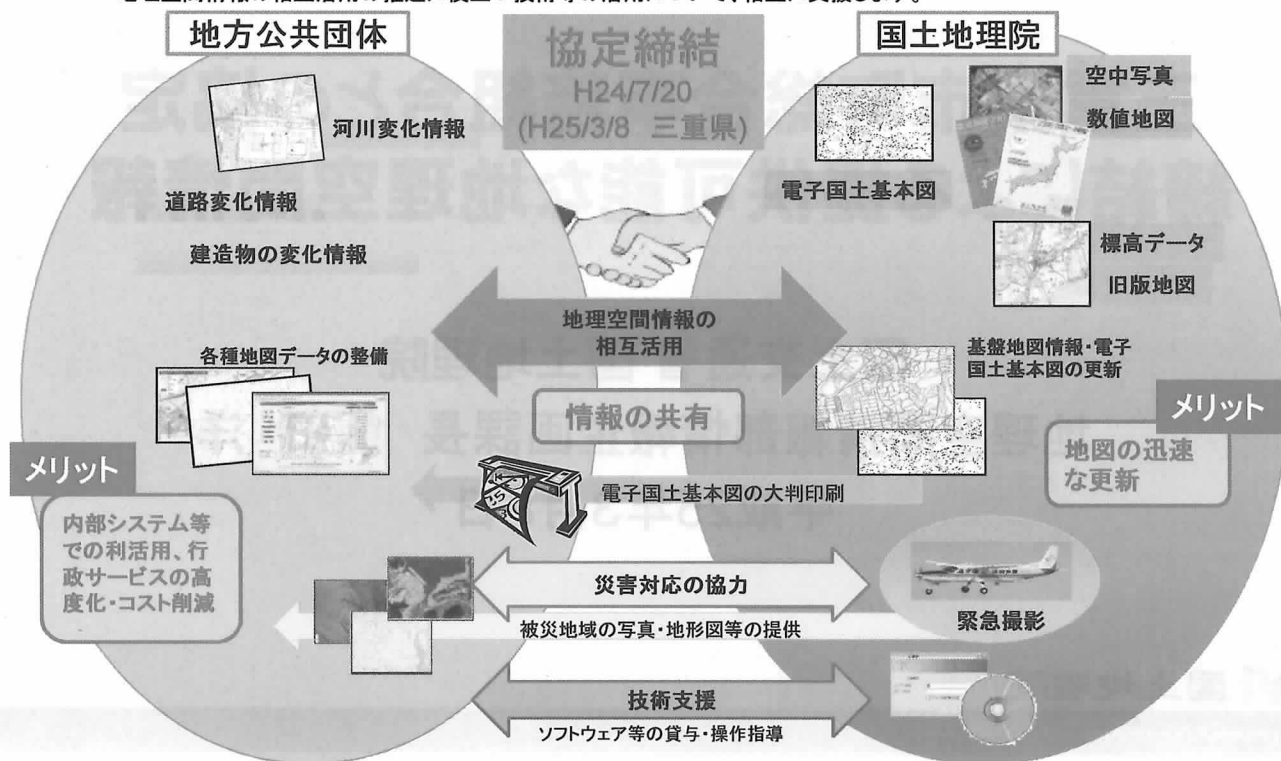 地方公共団体
協定締結
H24/7/20
(H25/3/8 三重県)
国土地理院
河川変化情報
道路変化情報
建造物の変化情報
空中写真
数値地図
電子国土基本図
標高データ
旧版地図
地理空間情報の
相互活用
情報の共有
各種地図データの整備
基盤地図情報・電子
国土基本図の更新
メリット
地図の迅速
な更新
メリット
内部システム等
での利活用、行
政サービスの高
度化・コスト削減
電子国土基本図の大判印刷
災害対応の協力
被災地域の写真・地形図等の提供
緊急撮影
技術支援
ソフトウェア等の貸与・操作指導